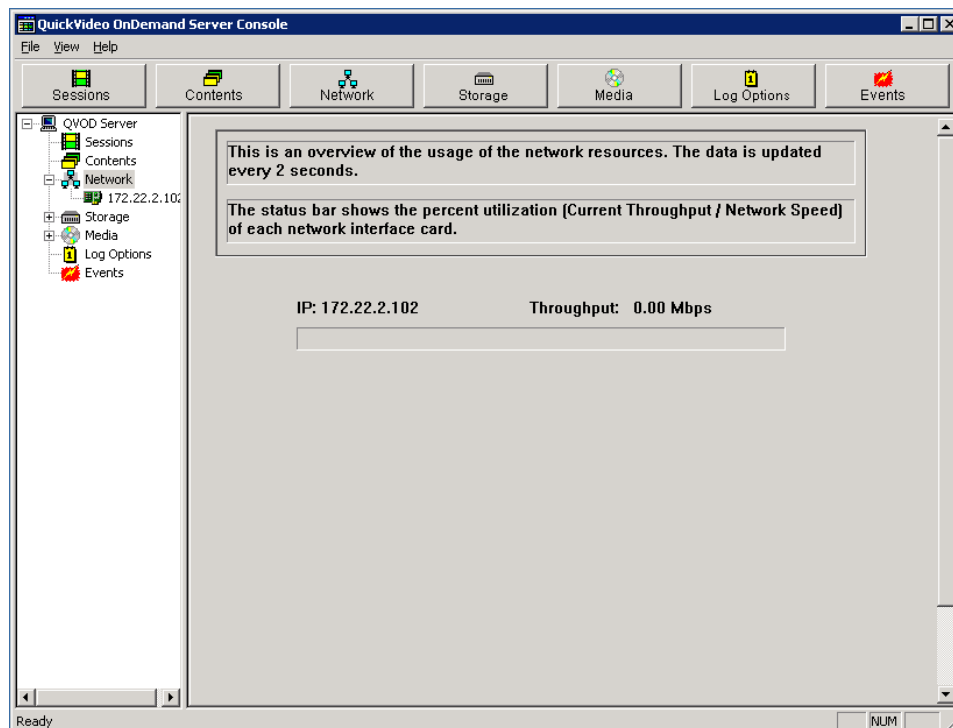 QuickVideo OnDemand Server Console
File View Help
Sessions Contents Network Storage Media Log Options Events
QVOD Server
Sessions
Contents
Network
172.22.2.102
Storage
Media
Log Options
Events
This is an overview of the usage of the network resources. The data is updated
every 2 seconds.
The status bar shows the percent utilization (Current Throughput / Network Speed)
of each network interface card.
IP: 172.22.2.102 Throughput: 0.00 Mbps
Ready NUM